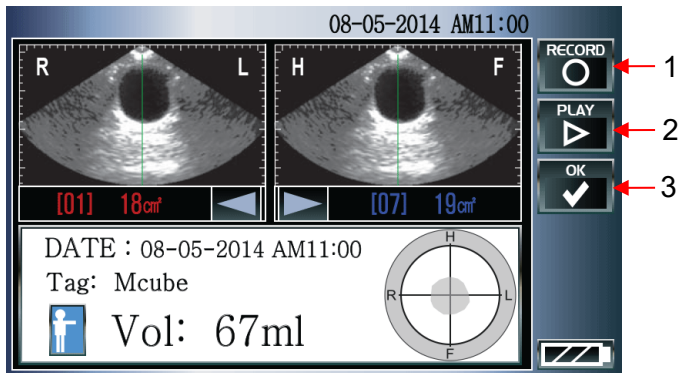 08-05-2014 AM11:00
R L
H F
RECORD
1
PLAY
2
OK
3
[01] 18㎠
[07] 19㎠
DATE : 08-05-2014 AM11:00
Tag: Mcube
Vol: 67ml
H
R L
F